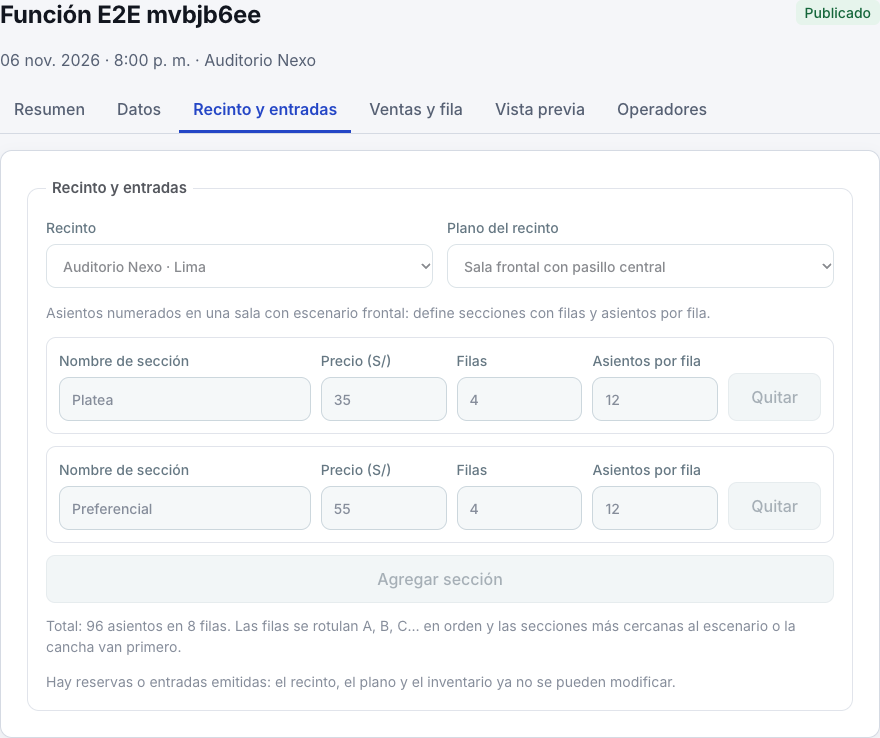 Función E2E mvbjb6ee
Publicado
06 nov. 2026 · 8:00 p. m. · Auditorio Nexo
Resumen
Datos
Recinto y entradas
Ventas y fila
Vista previa
Operadores
Recinto y entradas
Recinto
Plano del recinto
Auditorio Nexo · Lima
Sala frontal con pasillo central
Asientos numerados en una sala con escenario frontal: define secciones con filas y asientos por fila.
Nombre de sección
Precio (S/)
Filas
Asientos por fila
Platea
35
4
12
Quitar
Nombre de sección
Precio (S/)
Filas
Asientos por fila
Preferencial
55
4
12
Quitar
Agregar sección
Total: 96 asientos en 8 filas. Las filas se rotulan A, B, C… en orden y las secciones más cercanas al escenario o la
cancha van primero.
Hay reservas o entradas emitidas: el recinto, el plano y el inventario ya no se pueden modificar.